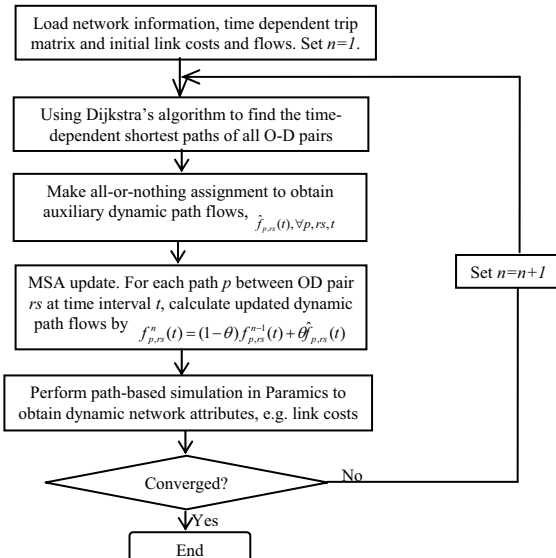 Load network information, time dependent trip
matrix and initial link costs and flows. Set n=1.
Using Dijkstra's algorithm to find the time-
dependent shortest paths of all O-D pairs
Make all-or-nothing assignment to obtain
auxiliary dynamic path flows, f̂_{p,rs}(t),∀p,rs,t
MSA update. For each path p between OD pair
rs at time interval t, calculate updated dynamic
path flows by f^{n}_{p,rs}(t)=(1−θ)f^{n-1}_{p,rs}(t)+θf̂_{p,rs}(t)
Set n=n+1
Perform path-based simulation in Paramics to
obtain dynamic network attributes, e.g. link costs
Converged?
No
Yes
End